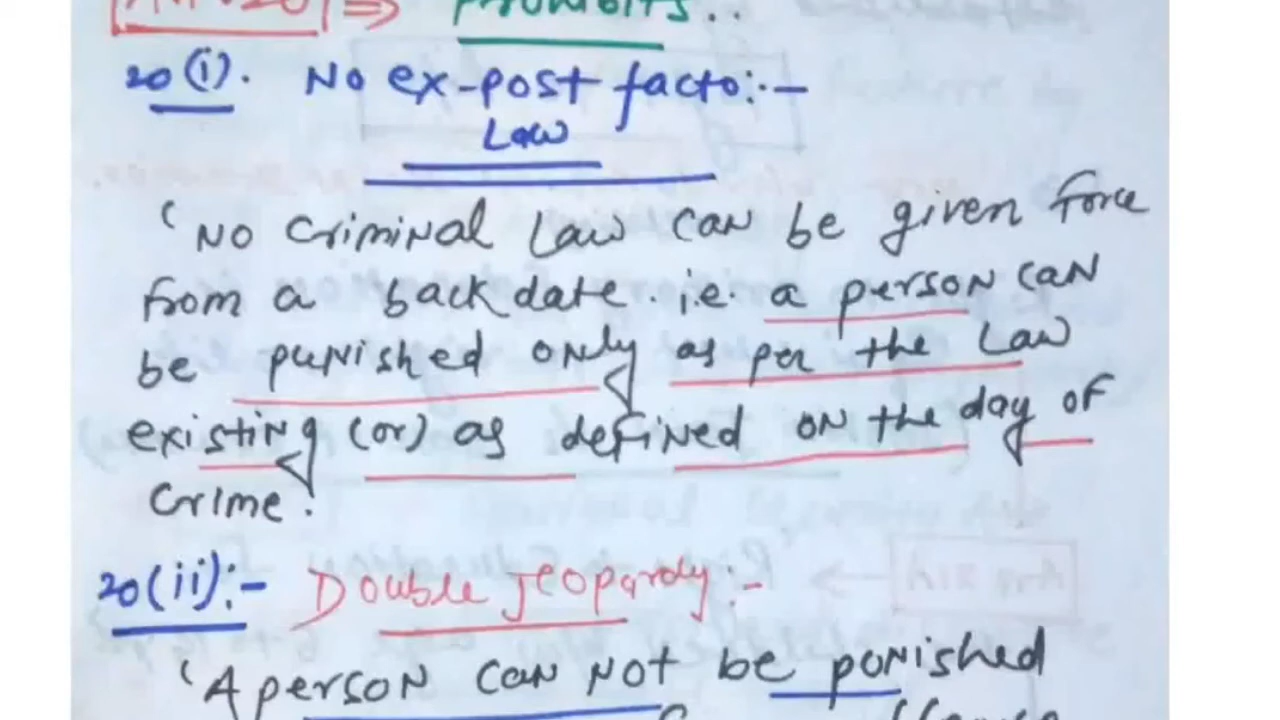 prohibits..
20(i). No ex-post facto:-
Law
'No criminal Law can be given force
from a back date. i.e. a person can
be punished only as per the Law
existing (or) as defined on the day of
crime.'
20(ii):- Double jeopardy:-
'A person can not be punished